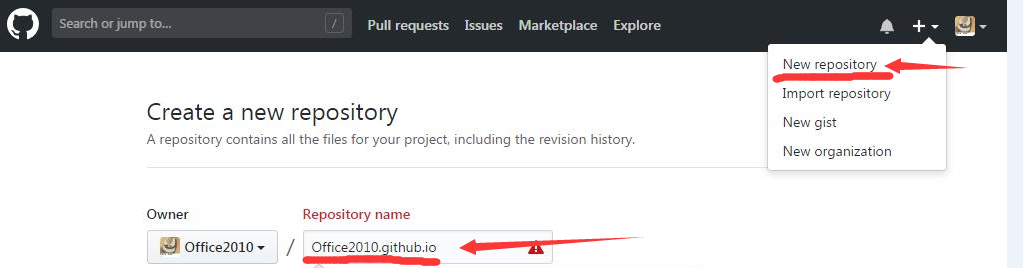 Search or jump to... /
Pull requests Issues Marketplace Explore
New repository
Import repository
New gist
New organization
Create a new repository
A repository contains all the files for your project, including the revision history.
Owner
Repository name
Office2010 / Office2010.github.io